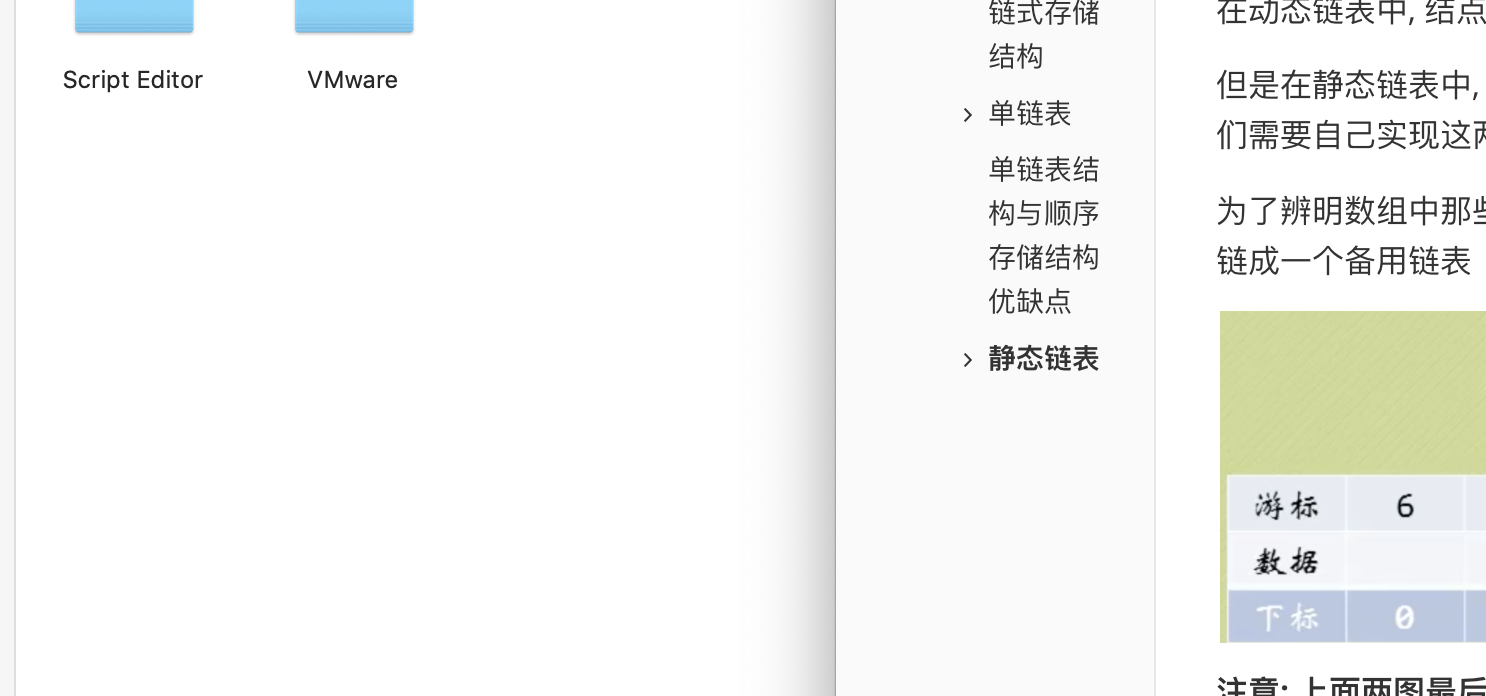 Script Editor
VMware
链式存储
结构
单链表
单链表结
构与顺序
存储结构
优缺点
静态链表
在动态链表中, 结点
但是在静态链表中,
们需要自己实现这
为了辨明数组中那些
链成一个备用链表
游标 6
数据
下标 0
注意: 上面两图最后